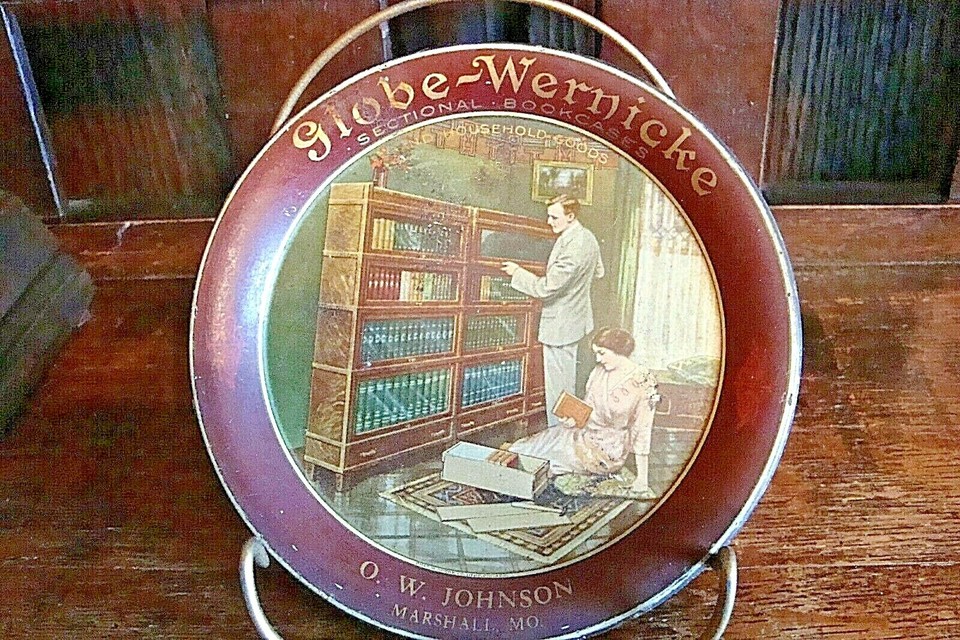 Globe-Wernicke
SECTIONAL · BOOKCASES
HOUSEHOLD GOODS
O. W. JOHNSON
MARSHALL, MO.